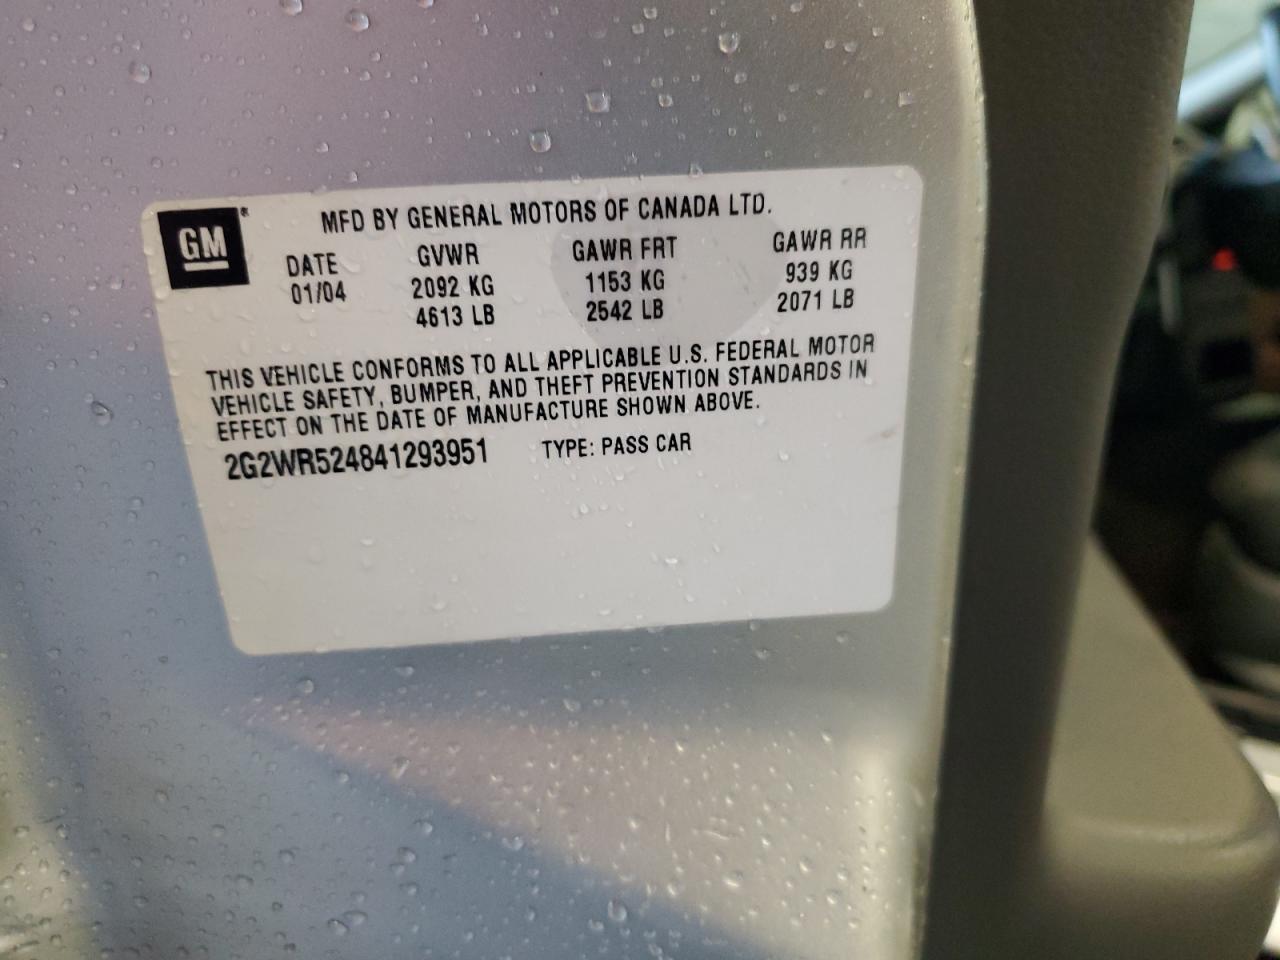 GM®
MFD BY GENERAL MOTORS OF CANADA LTD.
DATE GVWR GAWR FRT GAWR RR
01/04 2092 KG 1153 KG 939 KG
4613 LB 2542 LB 2071 LB
THIS VEHICLE CONFORMS TO ALL APPLICABLE U.S. FEDERAL MOTOR
VEHICLE SAFETY, BUMPER, AND THEFT PREVENTION STANDARDS IN
EFFECT ON THE DATE OF MANUFACTURE SHOWN ABOVE.
2G2WR524841293951 TYPE: PASS CAR